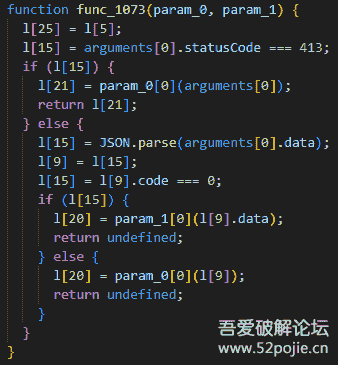 function func_1073(param_0, param_1) {
l[25] = l[5];
l[15] = arguments[0].statusCode === 413;
if (l[15]) {
l[21] = param_0[0](arguments[0]);
return l[21];
} else {
l[15] = JSON.parse(arguments[0].data);
l[9] = l[15];
l[15] = l[9].code === 0;
if (l[15]) {
l[20] = param_1[0](l[9].data);
return undefined;
} else {
l[20] = param_0[0](l[9]);
return undefined;
}
}
}
吾爱破解论坛
www.52pojie.cn